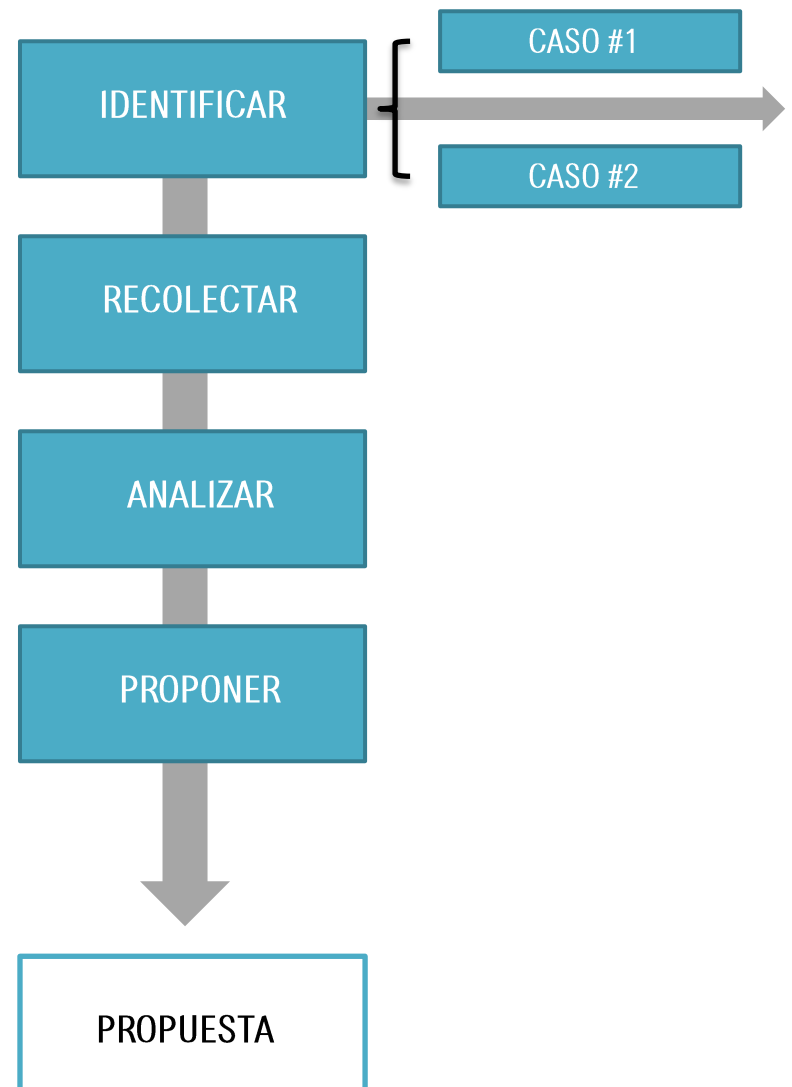 CASO #1
IDENTIFICAR
CASO #2
RECOLECTAR
ANALIZAR
PROPONER
PROPUESTA